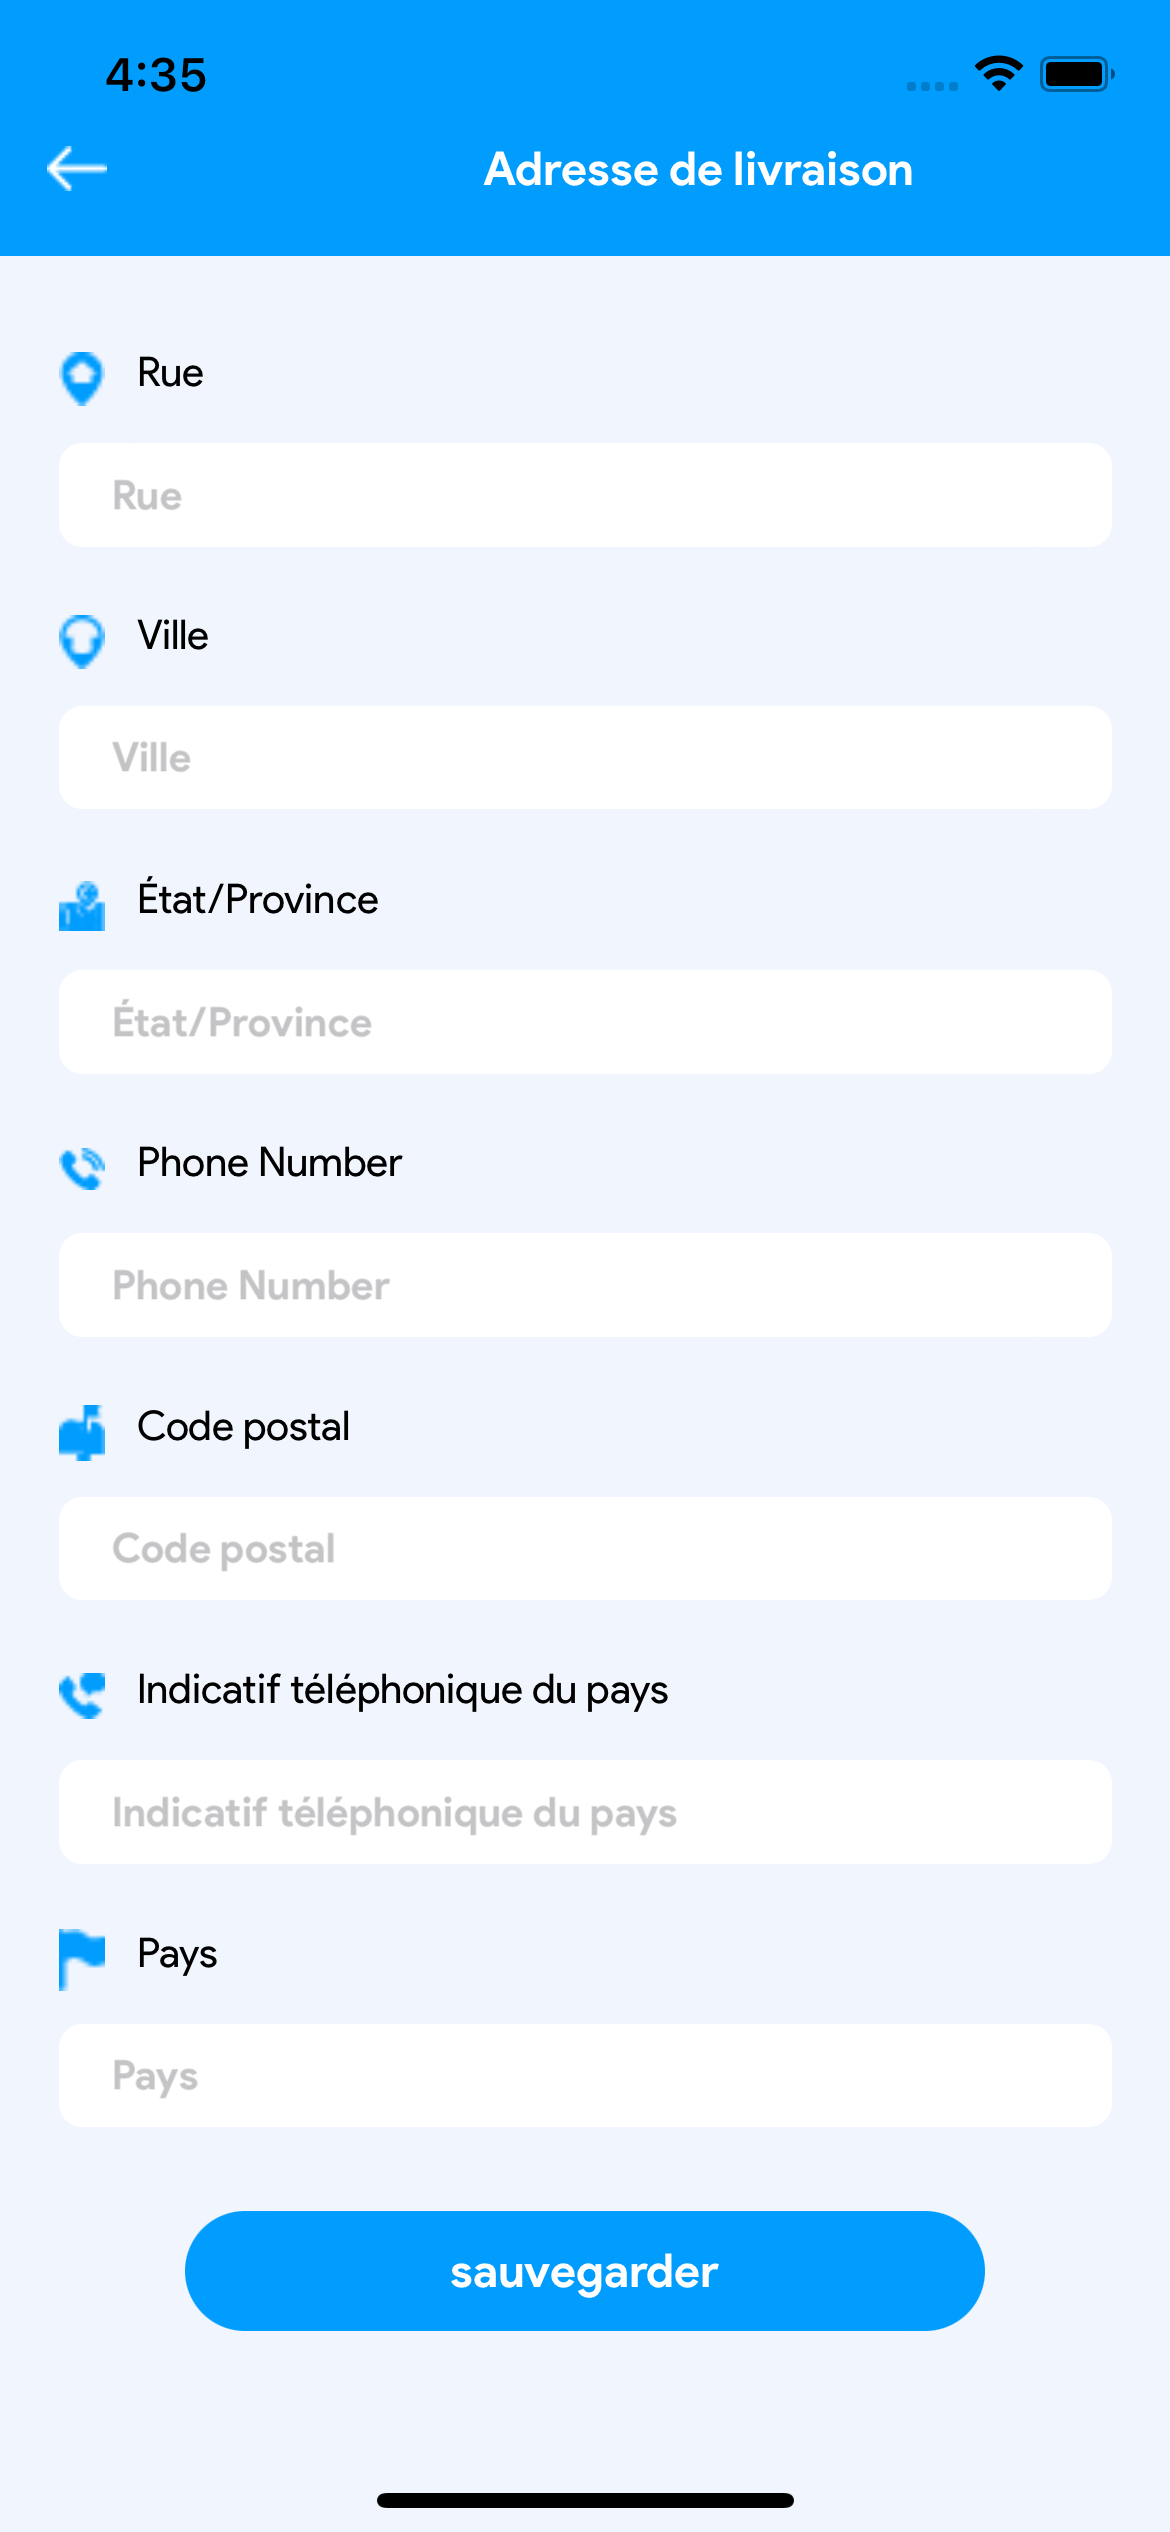 4:35
Adresse de livraison
Rue
Rue
Ville
Ville
État/Province
État/Province
Phone Number
Phone Number
Code postal
Code postal
Indicatif téléphonique du pays
Indicatif téléphonique du pays
Pays
Pays
sauvegarder